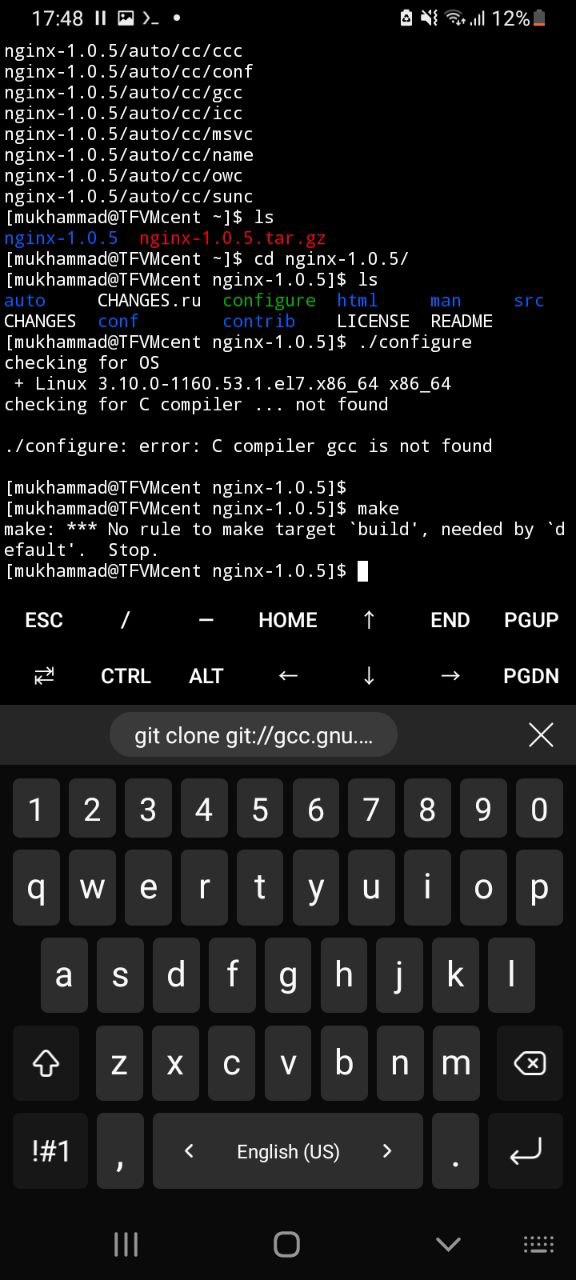 17:48 12%
nginx-1.0.5/auto/cc/ccc
nginx-1.0.5/auto/cc/conf
nginx-1.0.5/auto/cc/gcc
nginx-1.0.5/auto/cc/icc
nginx-1.0.5/auto/cc/msvc
nginx-1.0.5/auto/cc/name
nginx-1.0.5/auto/cc/owc
nginx-1.0.5/auto/cc/sunc
[mukhammad@TFVMcent ~]$ ls
nginx-1.0.5  nginx-1.0.5.tar.gz
[mukhammad@TFVMcent ~]$ cd nginx-1.0.5/
[mukhammad@TFVMcent nginx-1.0.5]$ ls
auto     CHANGES.ru  configure  html     man     src
CHANGES  conf        contrib    LICENSE  README
[mukhammad@TFVMcent nginx-1.0.5]$ ./configure
checking for OS
 + Linux 3.10.0-1160.53.1.el7.x86_64 x86_64
checking for C compiler ... not found
./configure: error: C compiler gcc is not found
[mukhammad@TFVMcent nginx-1.0.5]$
[mukhammad@TFVMcent nginx-1.0.5]$ make
make: *** No rule to make target `build', needed by `d
efault'.  Stop.
[mukhammad@TFVMcent nginx-1.0.5]$
ESC / – HOME ↑ END PGUP
CTRL ALT ← ↓ → PGDN
git clone git://gcc.gnu....
1 2 3 4 5 6 7 8 9 0
q w e r t y u i o p
a s d f g h j k l
z x c v b n m
!#1 , < English (US) > .